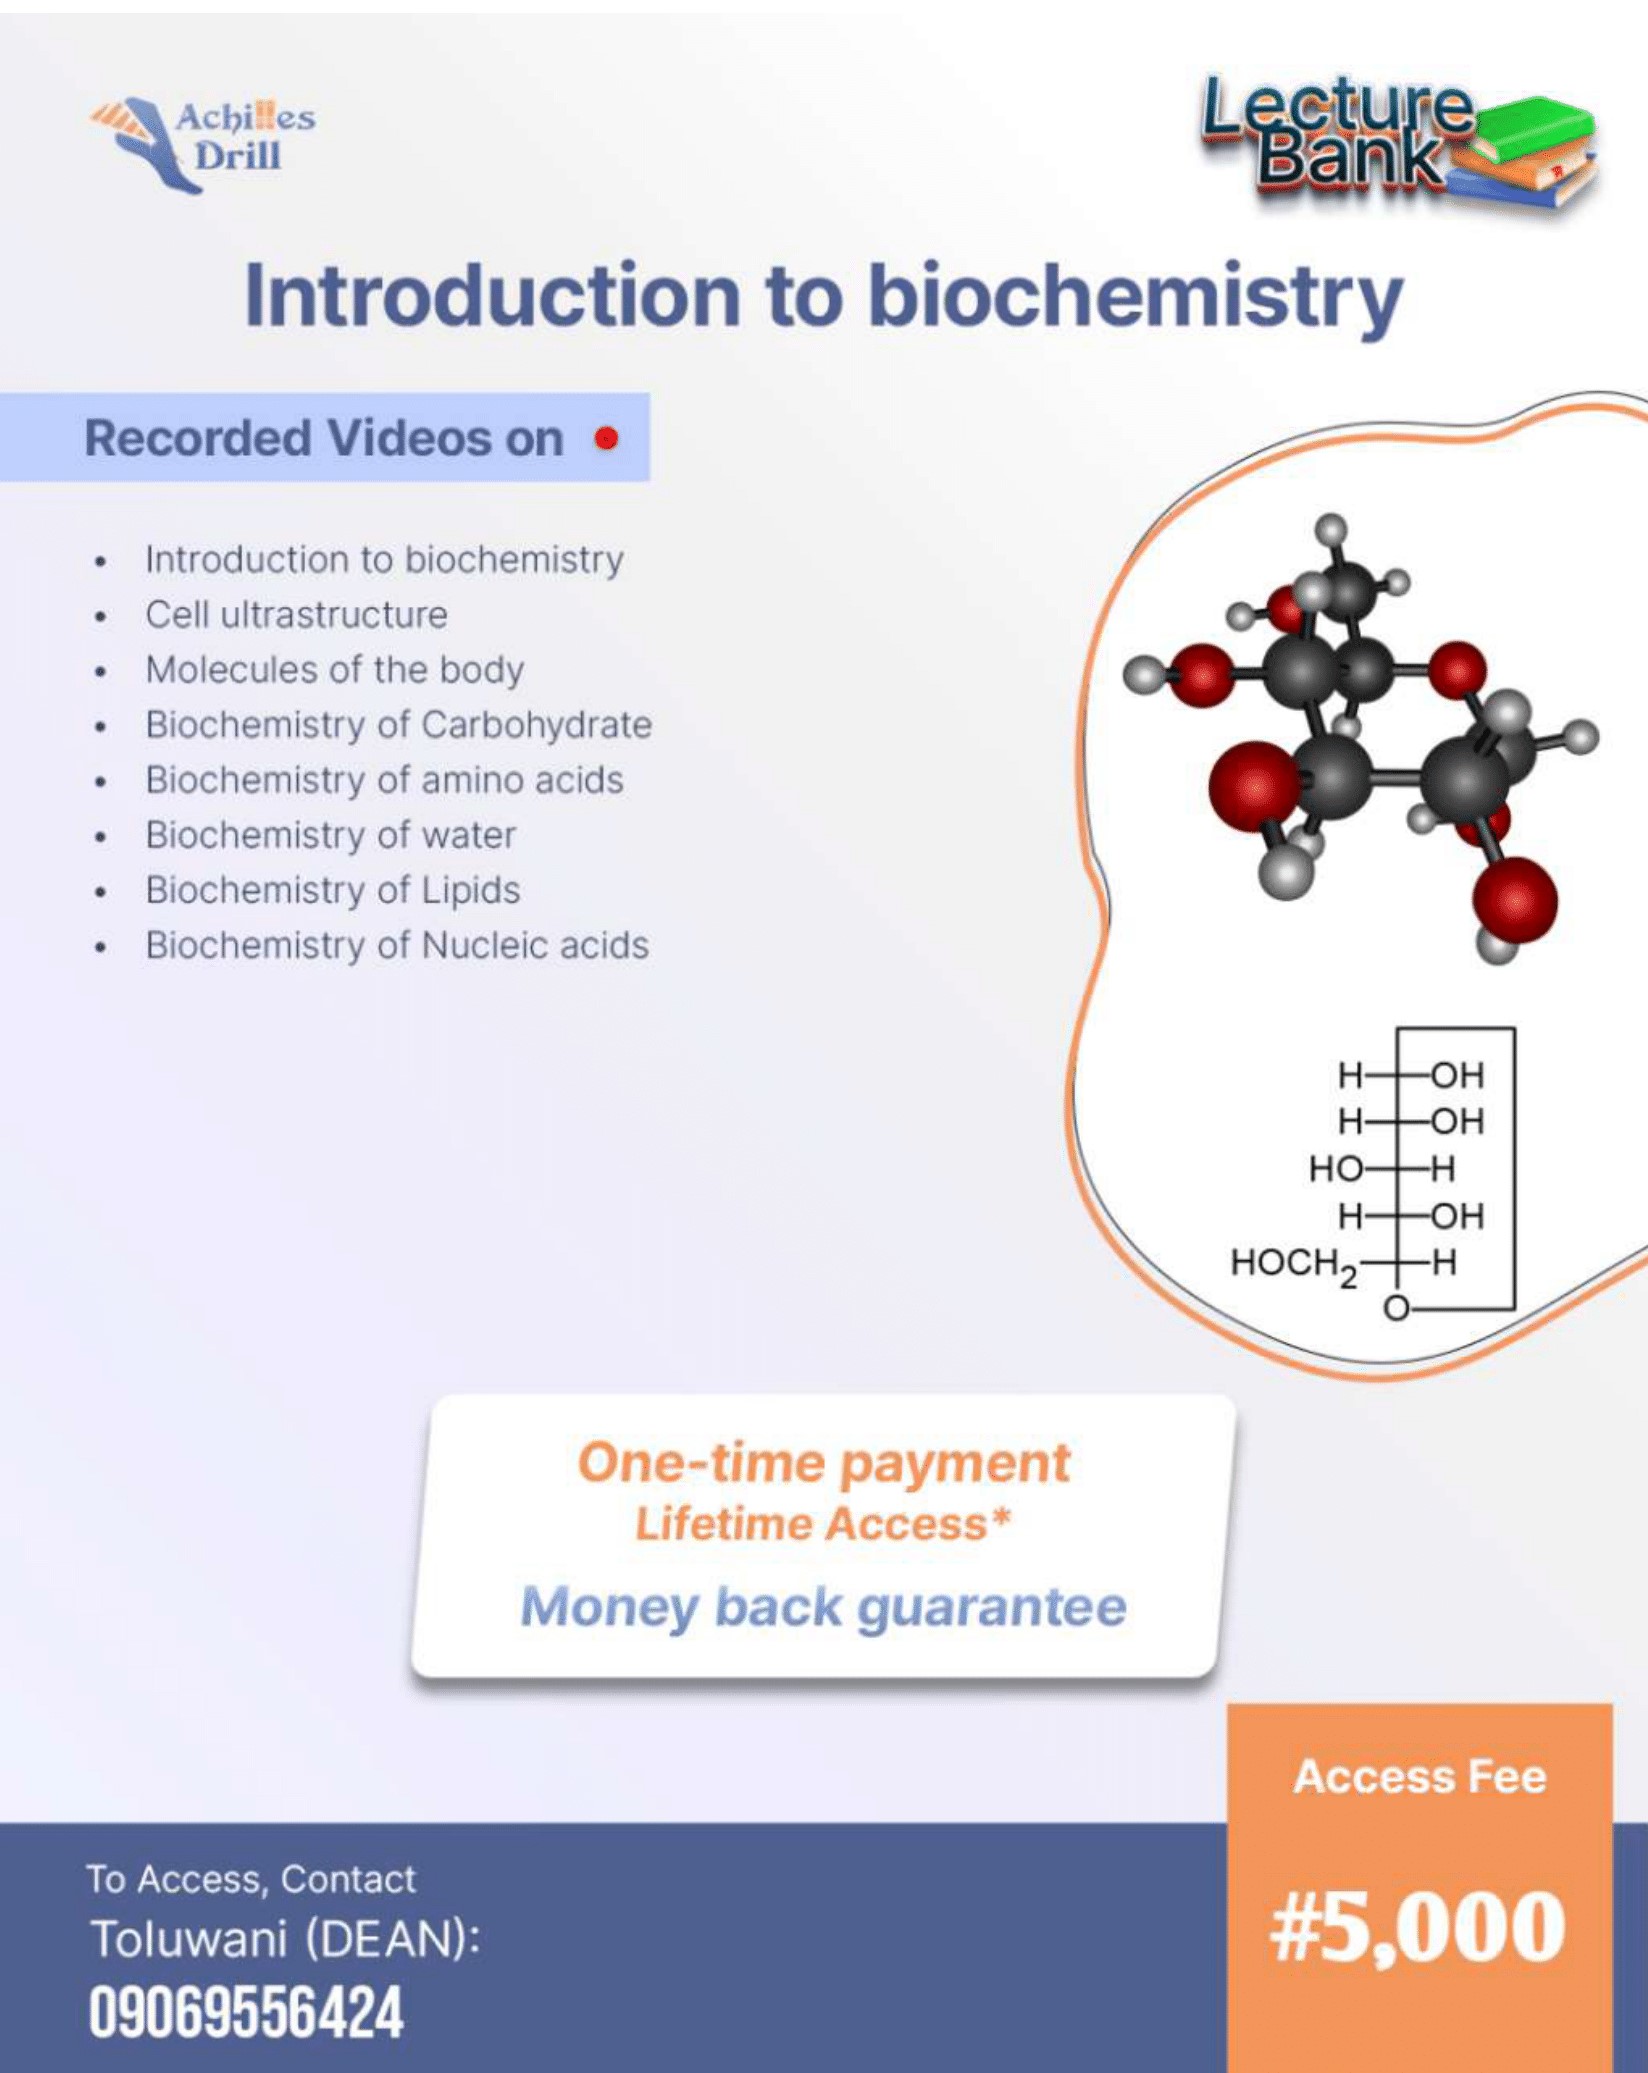 Achilles
Drill
Lecture
Bank
Introduction to biochemistry
Recorded Videos on
• Introduction to biochemistry
• Cell ultrastructure
• Molecules of the body
• Biochemistry of Carbohydrate
• Biochemistry of amino acids
• Biochemistry of water
• Biochemistry of Lipids
• Biochemistry of Nucleic acids
H OH
H OH
HO H
H OH
HOCH₂ H
O
One-time payment
Lifetime Access*
Money back guarantee
Access Fee
#5,000
To Access, Contact
Toluwani (DEAN):
09069556424